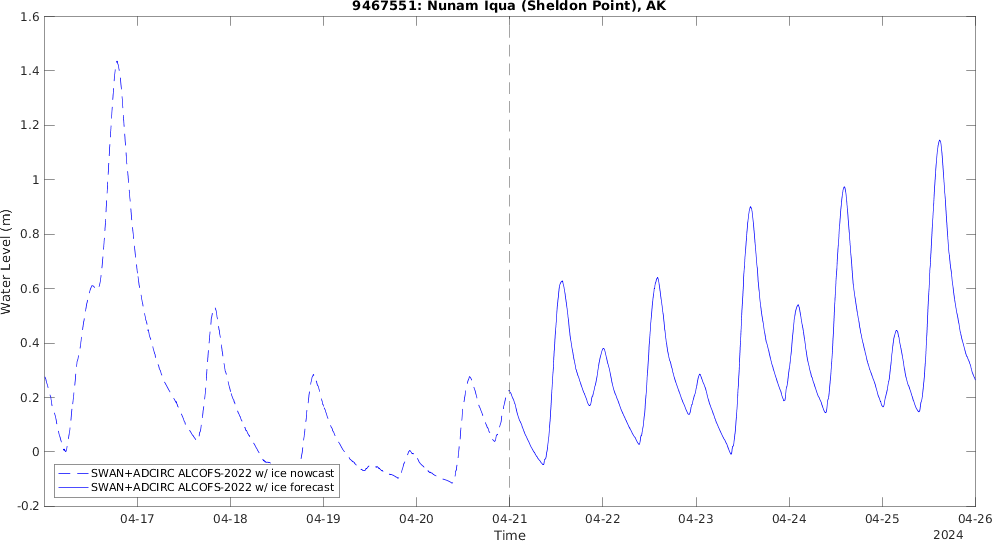 9467551: Nunam Iqua (Sheldon Point), AK
1.6
1.4
1.2
1
0.8
0.6
0.4
0.2
0
-0.2
Water Level (m)
SWAN+ADCIRC ALCOFS-2022 w/ ice nowcast
SWAN+ADCIRC ALCOFS-2022 w/ ice forecast
04-17 04-18 04-19 04-20 04-21 04-22 04-23 04-24 04-25 04-26
Time
2024